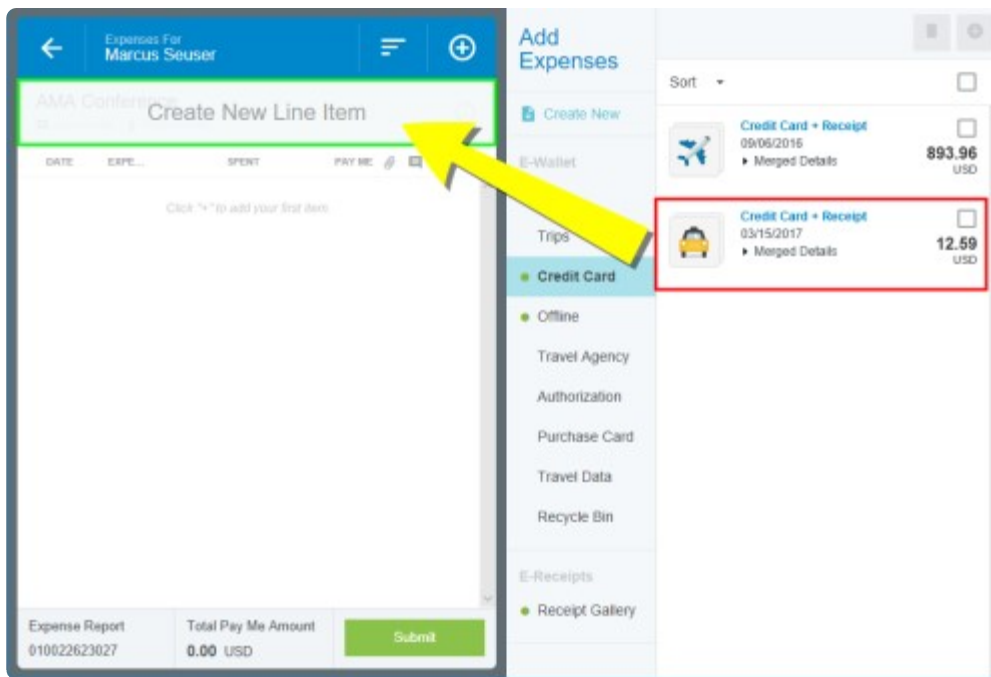 Expenses For
Marcus Seuser
AMA Conference
Create New Line Item
DATE EXPE... SPENT PAY ME
Click "+" to add your first item.
Expense Report
010022623027
Total Pay Me Amount
0.00 USD
Submit
Add
Expenses
Create New
E-Wallet
Trips
Credit Card
Offline
Travel Agency
Authorization
Purchase Card
Travel Data
Recycle Bin
E-Receipts
Receipt Gallery
Sort
Credit Card + Receipt
09/06/2016
Merged Details
893.96
USD
Credit Card + Receipt
03/15/2017
Merged Details
12.59
USD